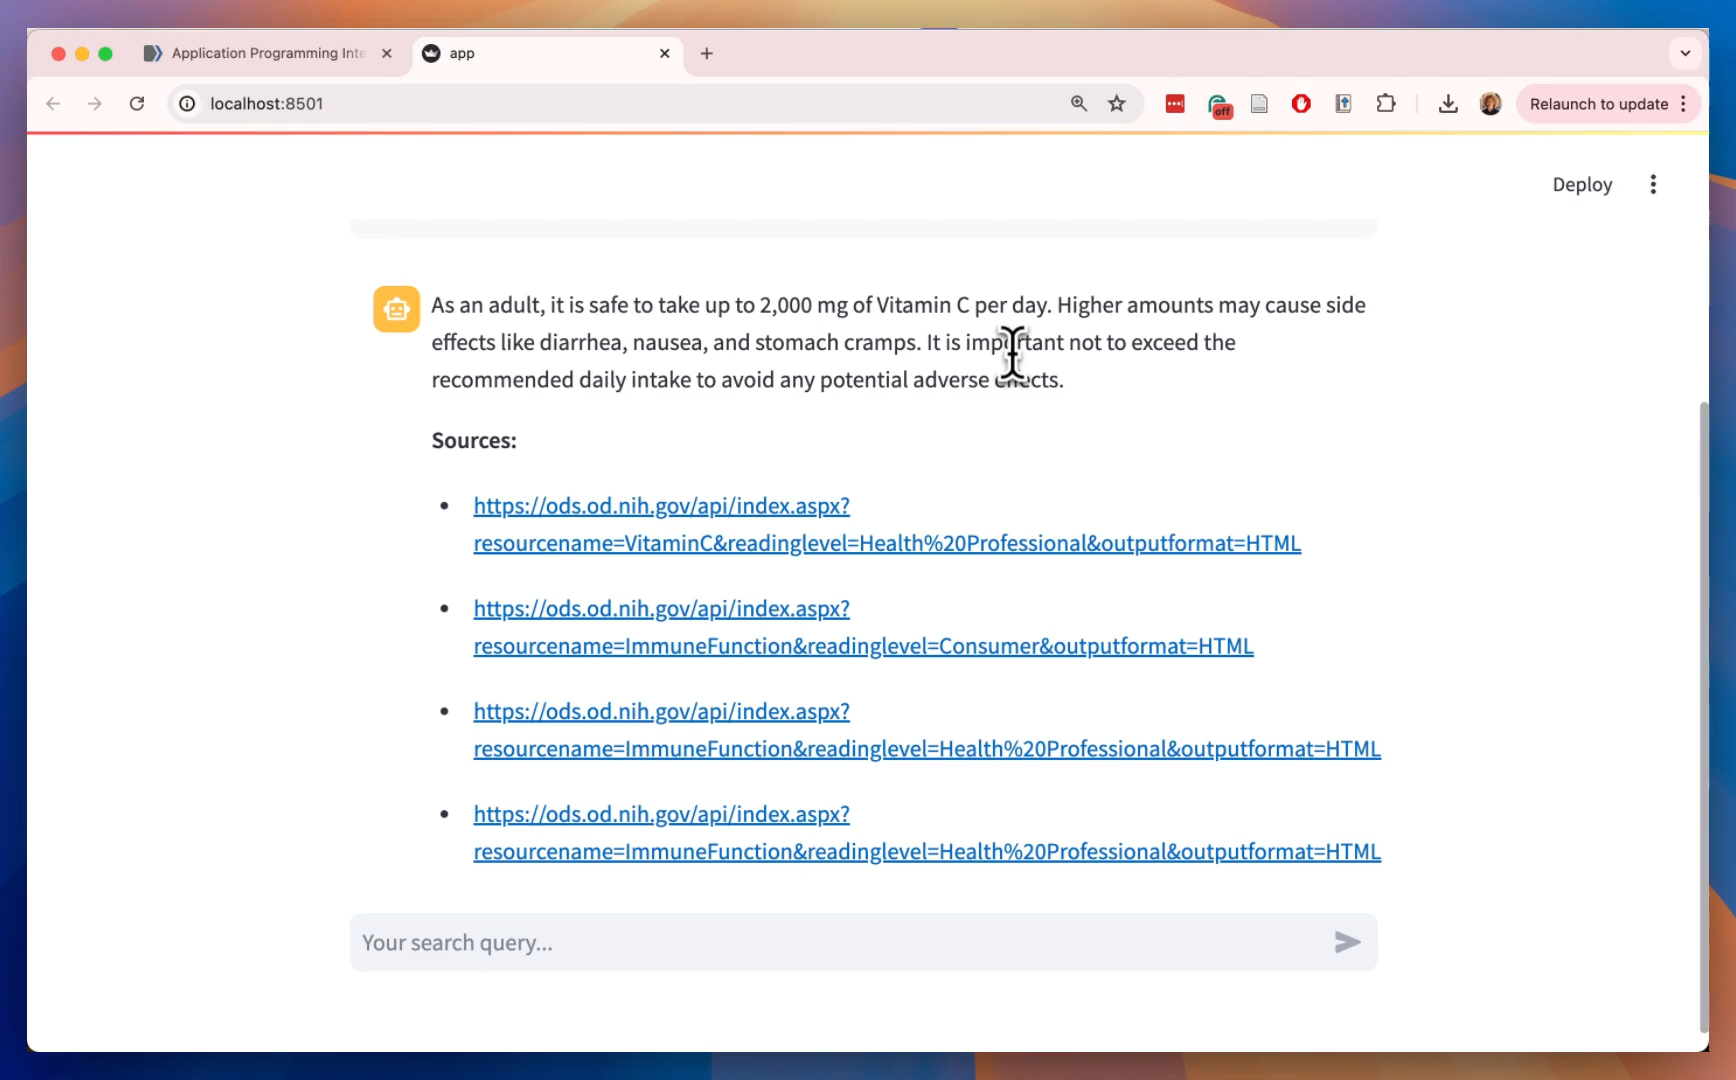 Application Programming Inte
app
localhost:8501
off
Relaunch to update
Deploy
As an adult, it is safe to take up to 2,000 mg of Vitamin C per day. Higher amounts may cause side
effects like diarrhea, nausea, and stomach cramps. It is important not to exceed the
recommended daily intake to avoid any potential adverse effects.
Sources:
• https://ods.od.nih.gov/api/index.aspx?
resourcename=VitaminC&readinglevel=Health%20Professional&outputformat=HTML
• https://ods.od.nih.gov/api/index.aspx?
resourcename=ImmuneFunction&readinglevel=Consumer&outputformat=HTML
• https://ods.od.nih.gov/api/index.aspx?
resourcename=ImmuneFunction&readinglevel=Health%20Professional&outputformat=HTML
• https://ods.od.nih.gov/api/index.aspx?
resourcename=ImmuneFunction&readinglevel=Health%20Professional&outputformat=HTML
Your search query...